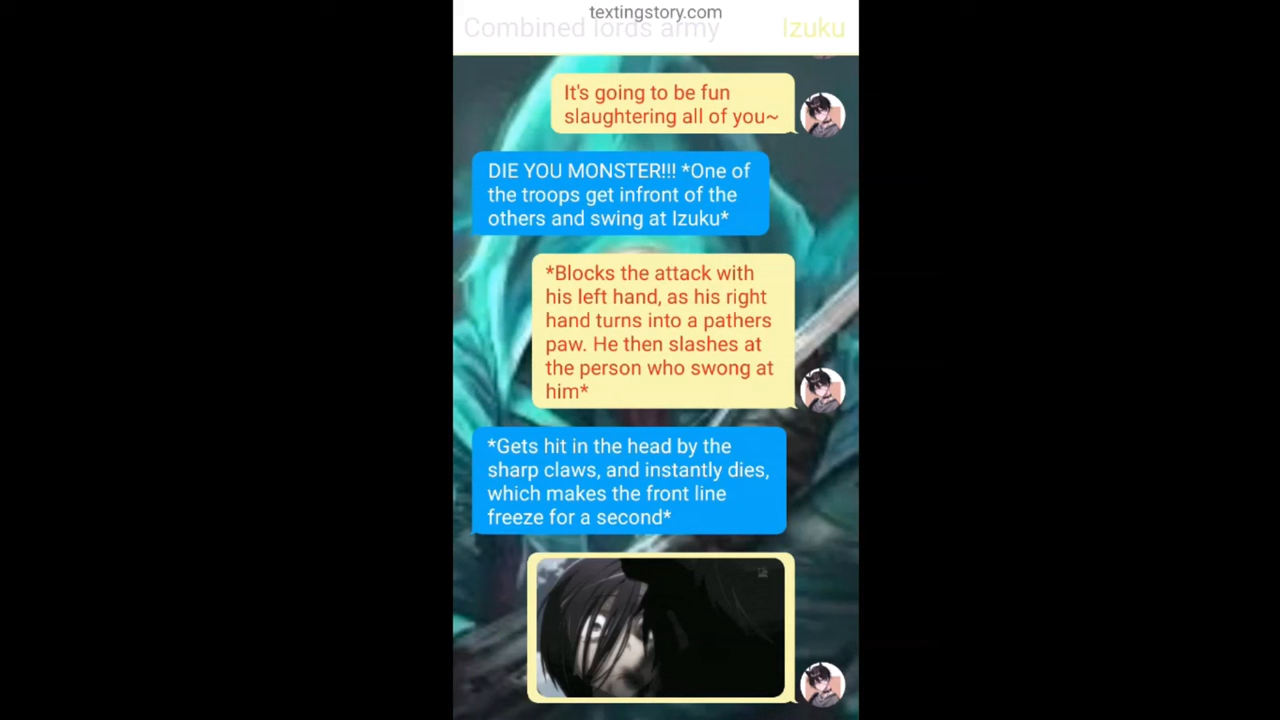 textingstory.com
Combined lords army
Izuku
It's going to be fun
slaughtering all of you~
DIE YOU MONSTER!!! *One of
the troops get infront of the
others and swing at Izuku*
*Blocks the attack with
his left hand, as his right
hand turns into a pathers
paw. He then slashes at
the person who swong at
him*
*Gets hit in the head by the
sharp claws, and instantly dies,
which makes the front line
freeze for a second*